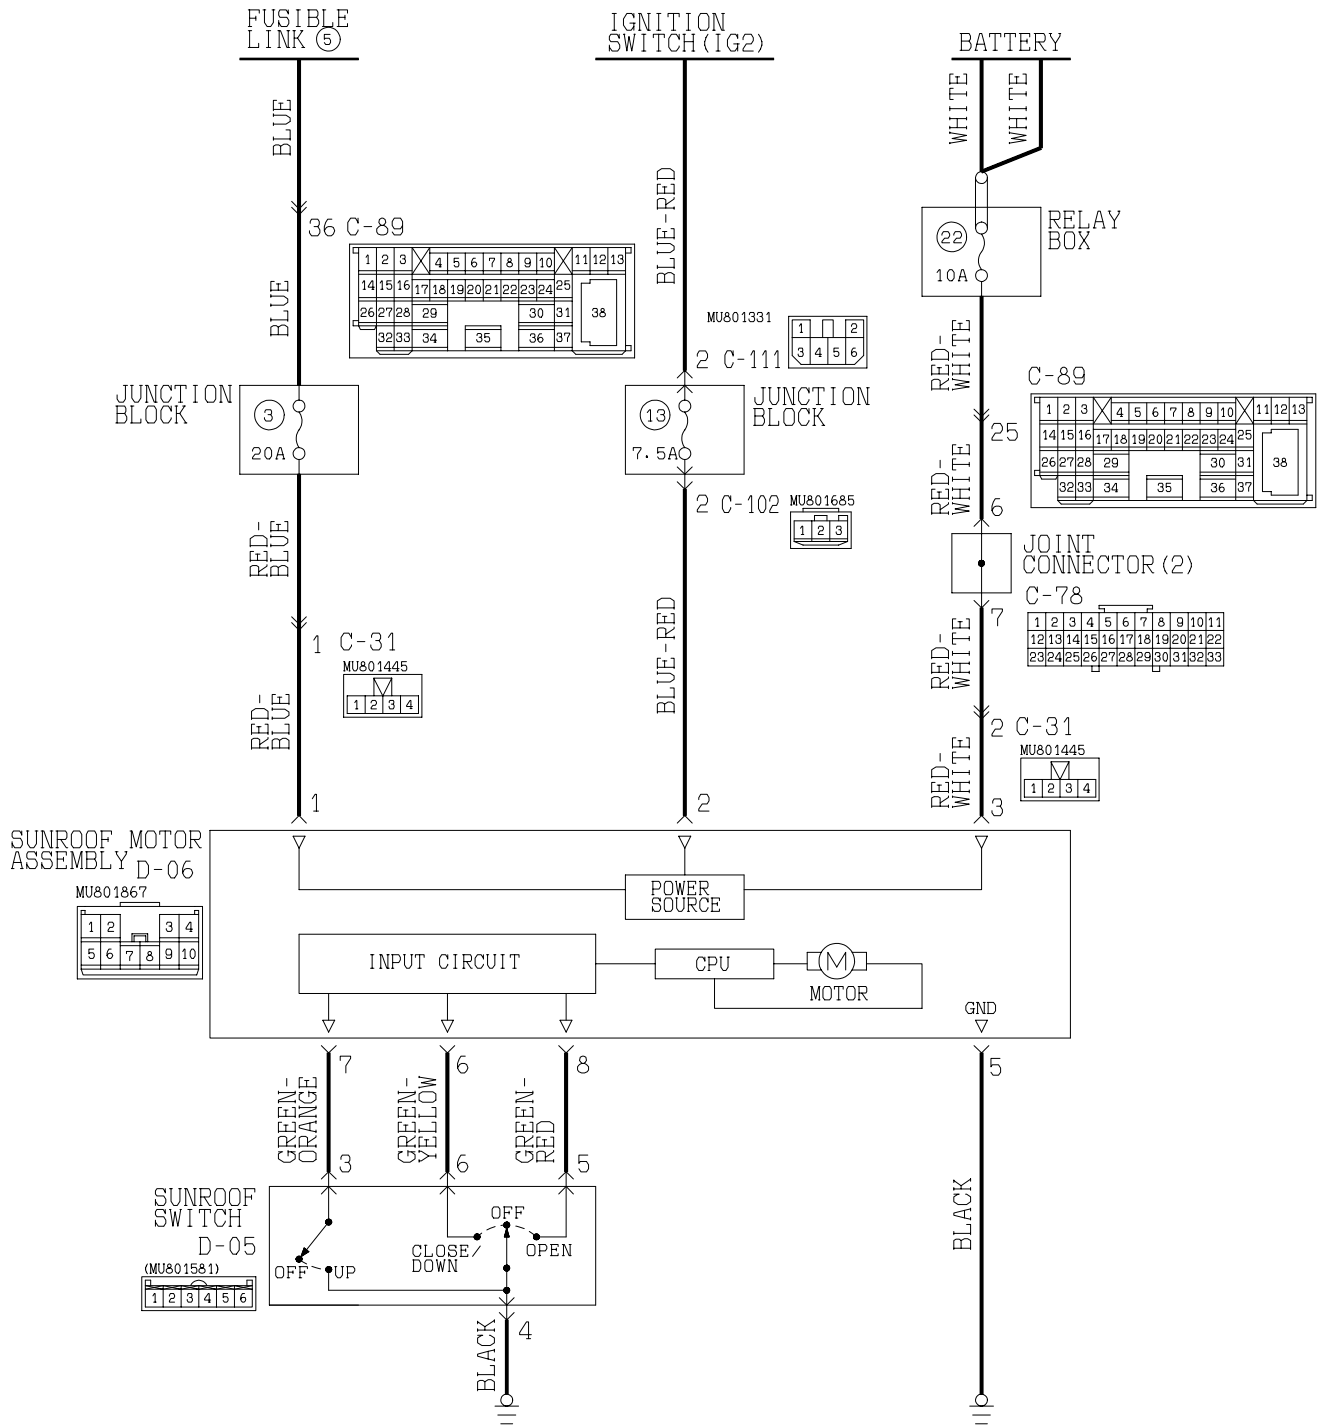 FUSIBLE
LINK 5
IGNITION
SWITCH(IG2)
BATTERY
BLUE
WHITE
WHITE
BLUE-RED
36 C-89
1 2 3 4 5 6 7 8 9 10 11 12 13
14 15 16 17 18 19 20 21 22 23 24 25
26 27 28 29 30 31 38
32 33 34 35 36 37
BLUE
RELAY
BOX
22
10A
MU801331
1 2
3 4 5 6
2 C-111
JUNCTION
BLOCK
3
20A
13
7.5A
JUNCTION
BLOCK
RED-
WHITE
C-89
25
1 2 3 4 5 6 7 8 9 10 11 12 13
14 15 16 17 18 19 20 21 22 23 24 25
26 27 28 29 30 31 38
32 33 34 35 36 37
RED-
WHITE
6
2 C-102
MU801685
1 2 3
RED-
BLUE
JOINT
CONNECTOR(2)
C-78
7
1 2 3 4 5 6 7 8 9 10 11
12 13 14 15 16 17 18 19 20 21 22
23 24 25 26 27 28 29 30 31 32 33
1 C-31
MU801445
1 2 3 4
RED-
BLUE
BLUE-RED
RED-
WHITE
2 C-31
MU801445
1 2 3 4
RED-
WHITE
1
2
3
SUNROOF MOTOR
ASSEMBLY
D-06
MU801867
1 2 3 4
5 6 7 8 9 10
POWER
SOURCE
INPUT CIRCUIT
CPU
M
MOTOR
GND
7
6
8
5
GREEN-
ORANGE
GREEN-
YELLOW
GREEN-
RED
3
6
5
BLACK
SUNROOF
SWITCH
D-05
(MU801581)
1 2 3 4 5 6
OFF
UP
CLOSE/
DOWN
OFF
OPEN
4
BLACK